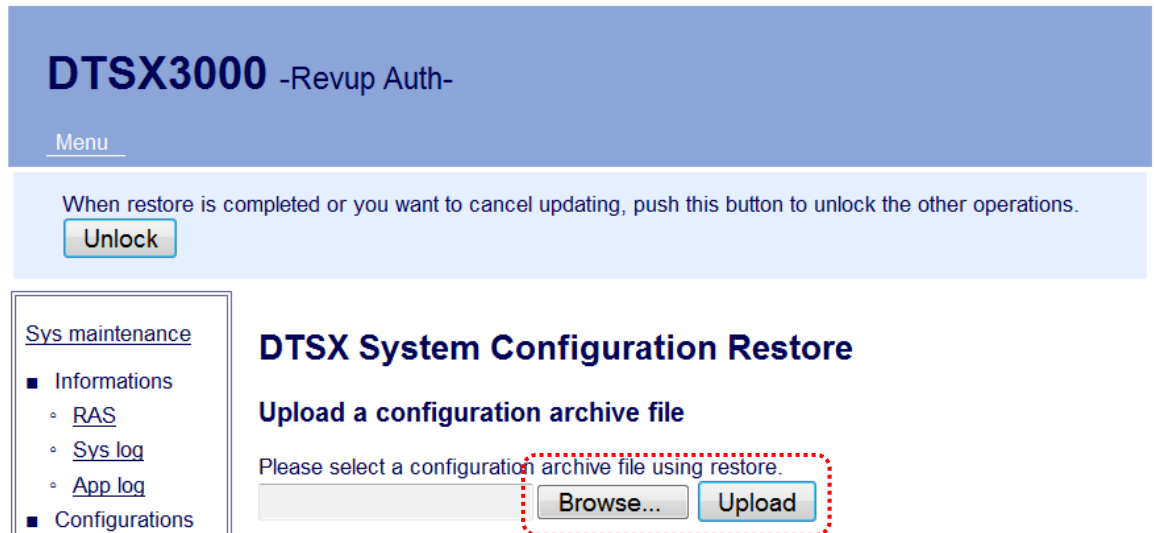 DTSX3000 -Revup Auth-
Menu
When restore is completed or you want to cancel updating, push this button to unlock the other operations.
Unlock
Sys maintenance
■ Informations
◦ RAS
◦ Sys log
◦ App log
■ Configurations
DTSX System Configuration Restore
Upload a configuration archive file
Please select a configuration archive file using restore.
Browse... Upload